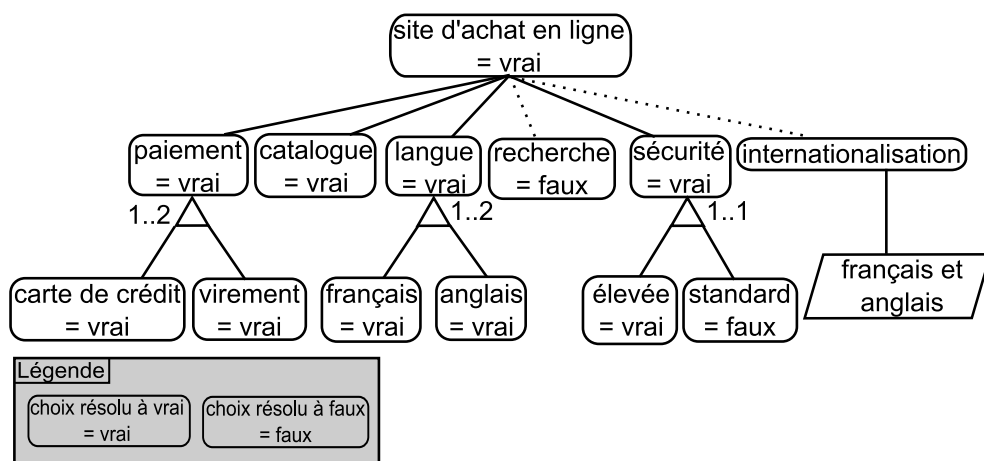 site d'achat en ligne
= vrai
paiement
= vrai
catalogue
= vrai
langue
= vrai
recherche
= faux
sécurité
= vrai
internationalisation
1..2
1..2
1..1
carte de crédit
= vrai
virement
= vrai
français
= vrai
anglais
= vrai
élevée
= vrai
standard
= faux
français et
anglais
Légende
choix résolu à vrai
= vrai
choix résolu à faux
= faux